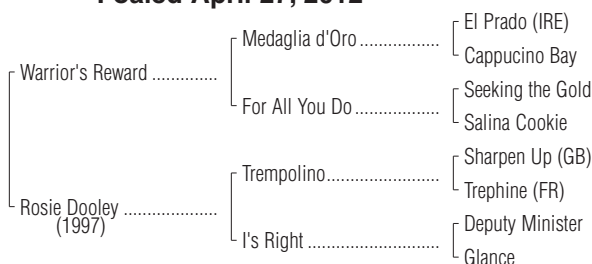 Foaled April 27, 2012
El Prado (IRE)
Medaglia d'Oro ................
Cappucino Bay
Warrior's Reward .............
Seeking the Gold
For All You Do .................
Salina Cookie
Sharpen Up (GB)
Trempolino.......................
Trephine (FR)
Rosie Dooley ...................
(1997)
Deputy Minister
I's Right ..........................
Glance